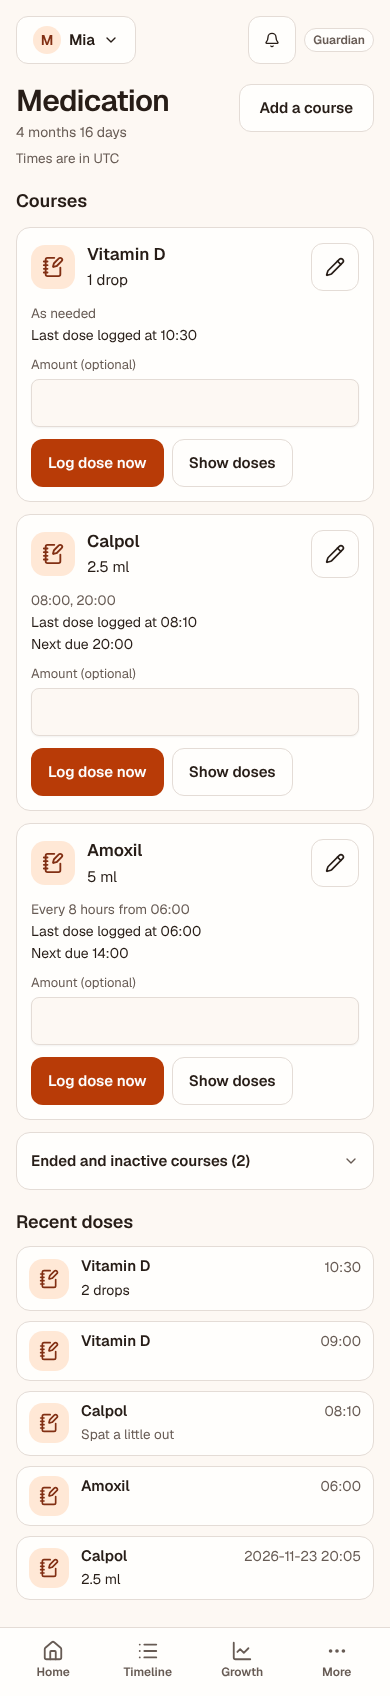 M Mia
Guardian
Medication
Add a course
4 months 16 days
Times are in UTC
Courses
Vitamin D
1 drop
As needed
Last dose logged at 10:30
Amount (optional)
Log dose now
Show doses
Calpol
2.5 ml
08:00, 20:00
Last dose logged at 08:10
Next due 20:00
Amount (optional)
Log dose now
Show doses
Amoxil
5 ml
Every 8 hours from 06:00
Last dose logged at 06:00
Next due 14:00
Amount (optional)
Log dose now
Show doses
Ended and inactive courses (2)
Recent doses
Vitamin D 10:30
2 drops
Vitamin D 09:00
Calpol 08:10
Spat a little out
Amoxil 06:00
Calpol 2026-11-23 20:05
2.5 ml
Home
Timeline
Growth
More